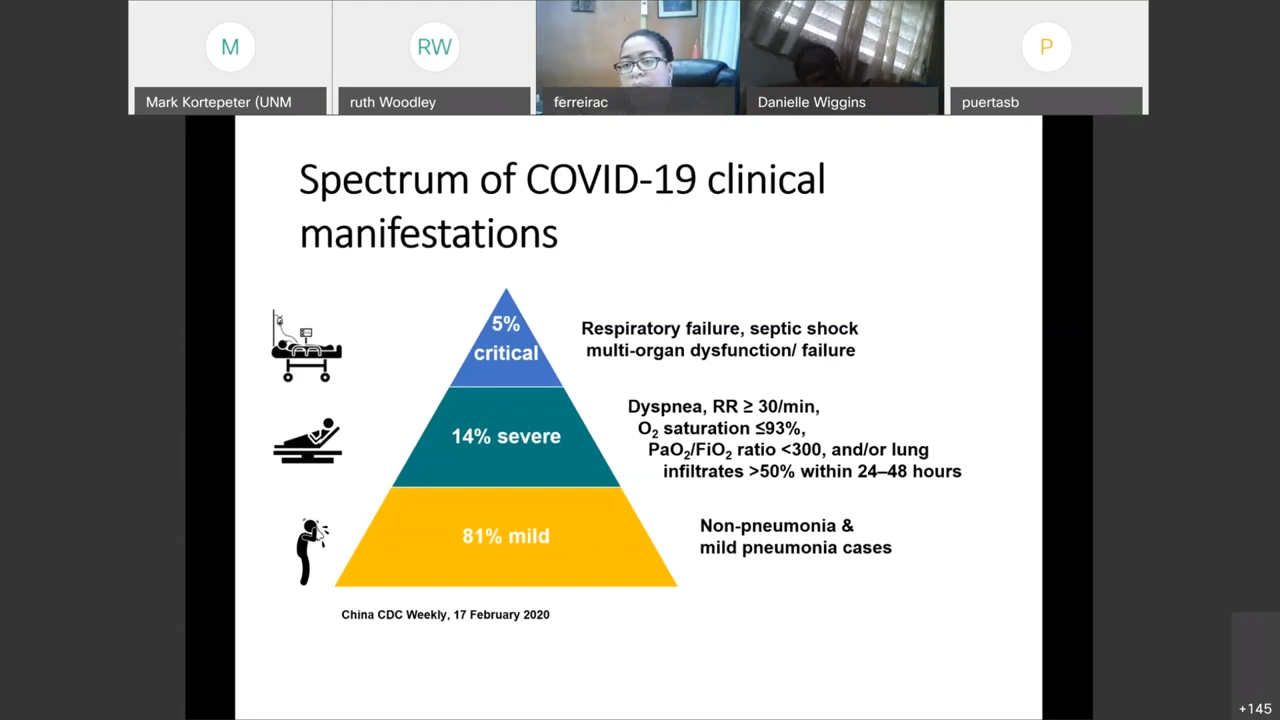 M
RW
P
Mark Kortepeter (UNM
ruth Woodley
ferreirac
Danielle Wiggins
puertasb
Spectrum of COVID-19 clinical
manifestations
5%
critical
Respiratory failure, septic shock
multi-organ dysfunction/ failure
14% severe
Dyspnea, RR ≥ 30/min,
O₂ saturation ≤93%,
PaO₂/FiO₂ ratio <300, and/or lung
infiltrates >50% within 24–48 hours
81% mild
Non-pneumonia &
mild pneumonia cases
China CDC Weekly, 17 February 2020
+145